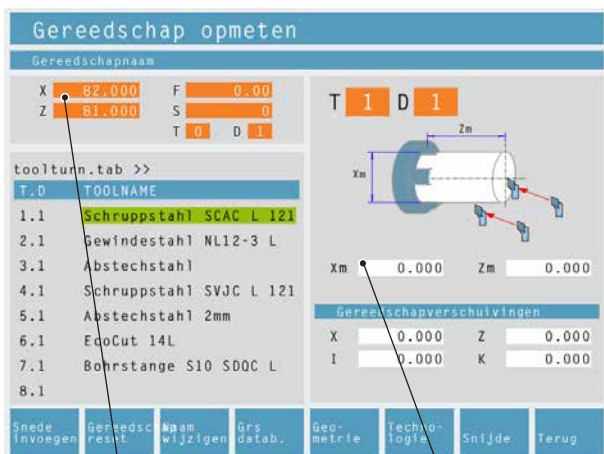 Gereedschap opmeten
Gereedschapnaam
X 82.000 F 0.00
Z 81.000 S 0
T 0 D 1
T 1 D 1
Zm
Xm
toolturn.tab >>
T.D TOOLNAME
1.1 Schruppstahl SCAC L 121
2.1 Gewindestahl NL12-3 L
3.1 Abstechstahl
4.1 Schruppstahl SVJC L 121
5.1 Abstechstahl 2mm
6.1 EcoCut 14L
7.1 Bohrstange S10 SDQC L
8.1
Xm 0.000 Zm 0.000
Gereedschapverschuivingen
X 0.000 Z 0.000
I 0.000 K 0.000
Snede invoegen
Gereedsc reset
Naam wijzigen
Grs datab.
Geo- metrie
Techno- logie
Snijde
Terug